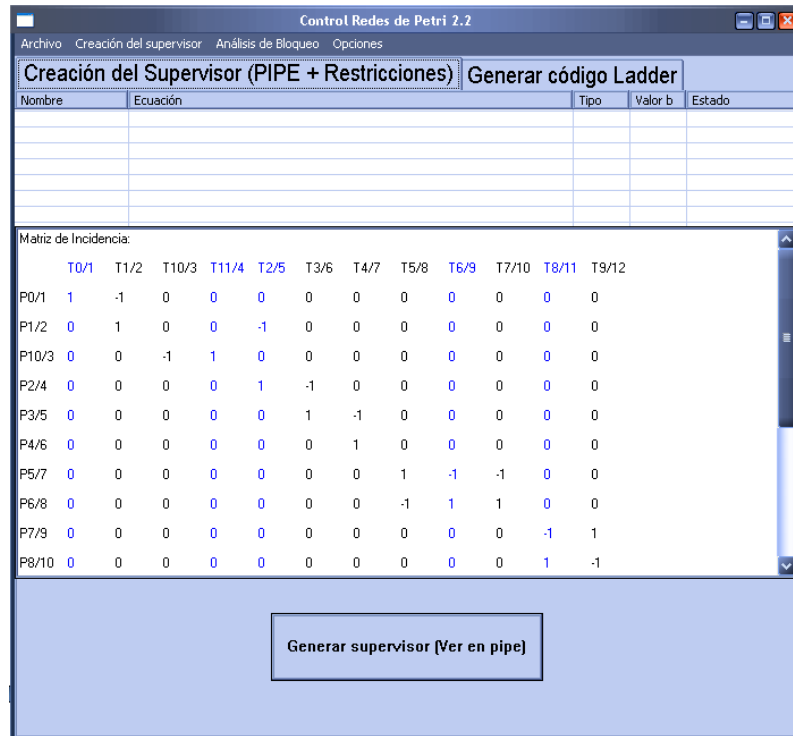 Control Redes de Petri 2.2
Archivo Creación del supervisor Análisis de Bloqueo Opciones
Creación del Supervisor (PIPE + Restricciones) Generar código Ladder
Nombre Ecuación Tipo Valor b Estado
Matriz de Incidencia:
T0/1 T1/2 T10/3 T11/4 T2/5 T3/6 T4/7 T5/8 T6/9 T7/10 T8/11 T9/12
P0/1 1 -1 0 0 0 0 0 0 0 0 0 0
P1/2 0 1 0 0 -1 0 0 0 0 0 0 0
P10/3 0 0 -1 1 0 0 0 0 0 0 0 0
P2/4 0 0 0 0 1 -1 0 0 0 0 0 0
P3/5 0 0 0 0 0 1 -1 0 0 0 0 0
P4/6 0 0 0 0 0 0 1 0 0 0 0 0
P5/7 0 0 0 0 0 0 0 1 -1 -1 0 0
P6/8 0 0 0 0 0 0 0 -1 1 1 0 0
P7/9 0 0 0 0 0 0 0 0 0 0 -1 1
P8/10 0 0 0 0 0 0 0 0 0 0 1 -1
Generar supervisor (Ver en pipe)